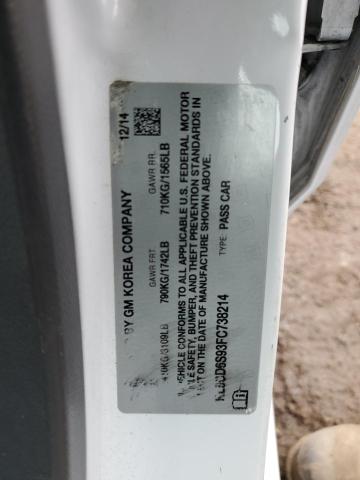 BY GM KOREA COMPANY 12/14
GAWR FRT GAWR RR
3109LB 790KG/1742LB 710KG/1565LB
VEHICLE CONFORMS TO ALL APPLICABLE U.S. FEDERAL MOTOR
SAFETY, BUMPER, AND THEFT PREVENTION STANDARDS IN
ON THE DATE OF MANUFACTURE SHOWN ABOVE.
TYPE: PASS CAR
KL8CD6S93FC738214